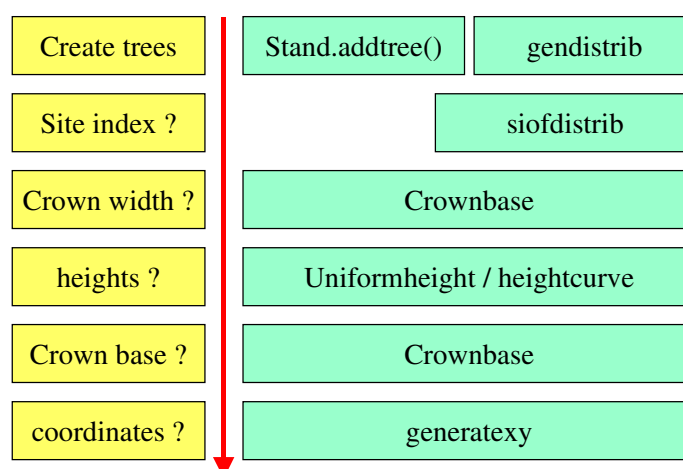 Create trees Stand.addtree() gendistrib
Site index ? siofdistrib
Crown width ? Crownbase
heights ? Uniformheight / heightcurve
Crown base ? Crownbase
coordinates ? generatexy